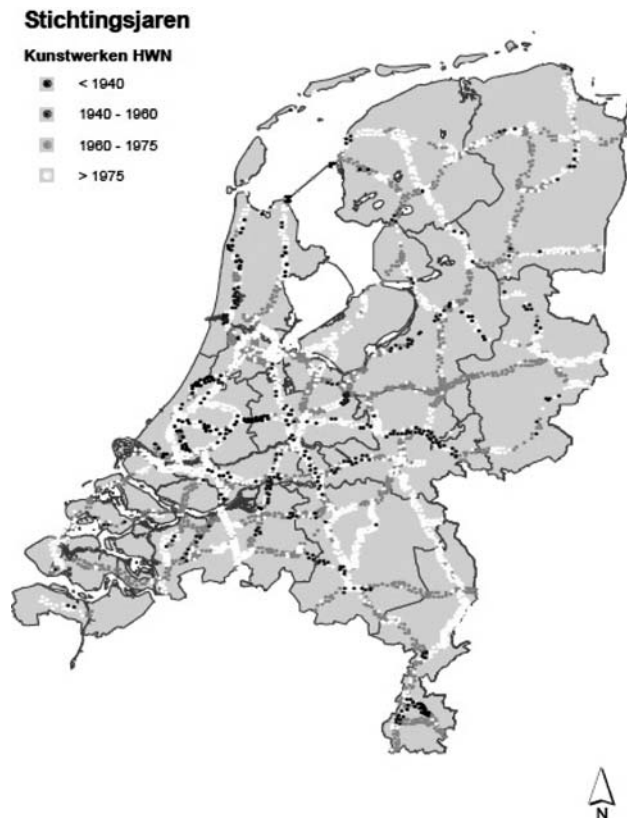 Stichtingsjaren
Kunstwerken HWN
< 1940
1940 - 1960
1960 - 1975
> 1975
N